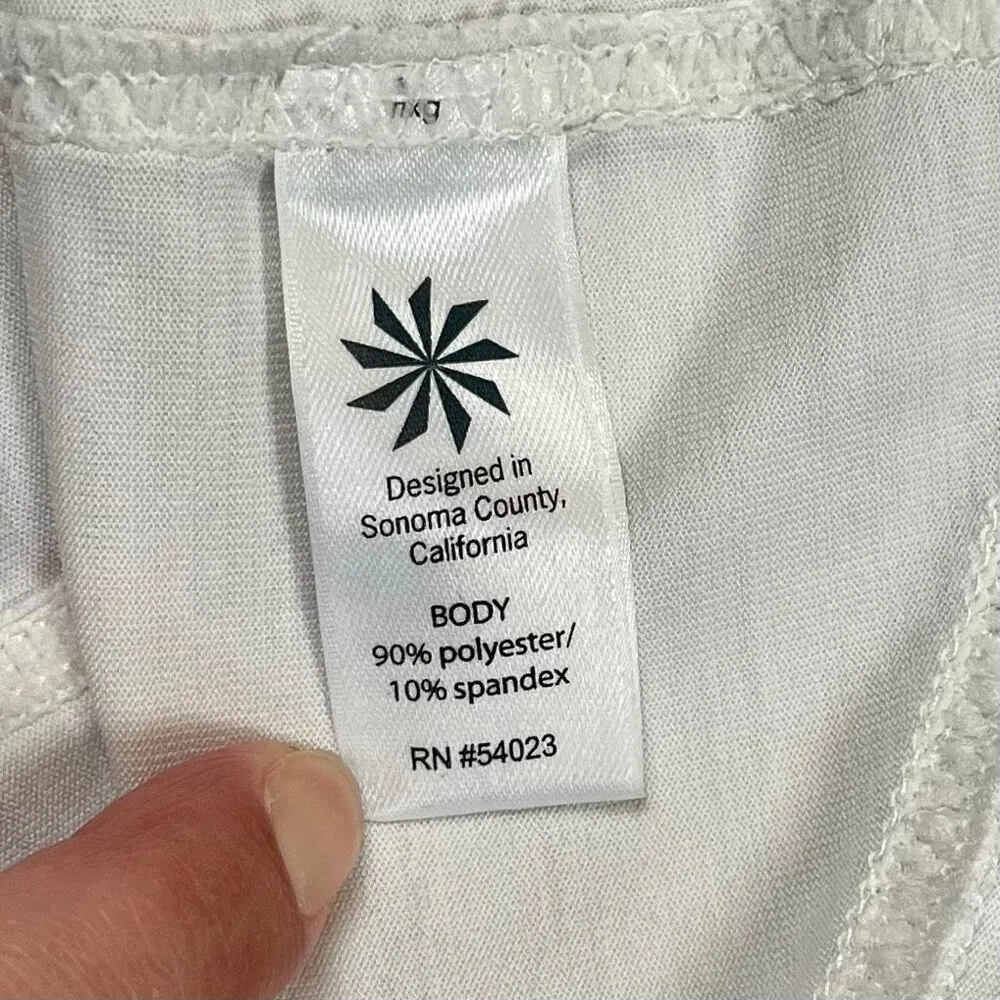 Designed in
Sonoma County,
California
BODY
90% polyester/
10% spandex
RN #54023